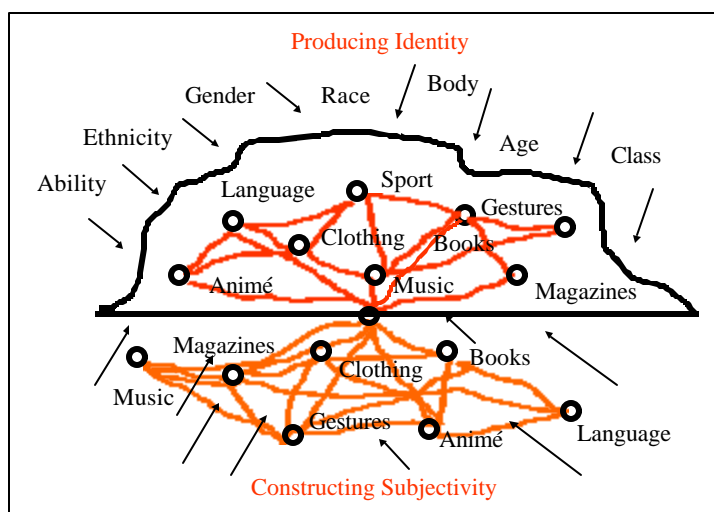 Producing Identity
Gender
Race
Body
Ethnicity
Age
Class
Ability
Language
Sport
Gestures
Clothing
Books
Animé
Music
Magazines
Magazines
Clothing
Books
Music
Gestures
Animé
Language
Constructing Subjectivity